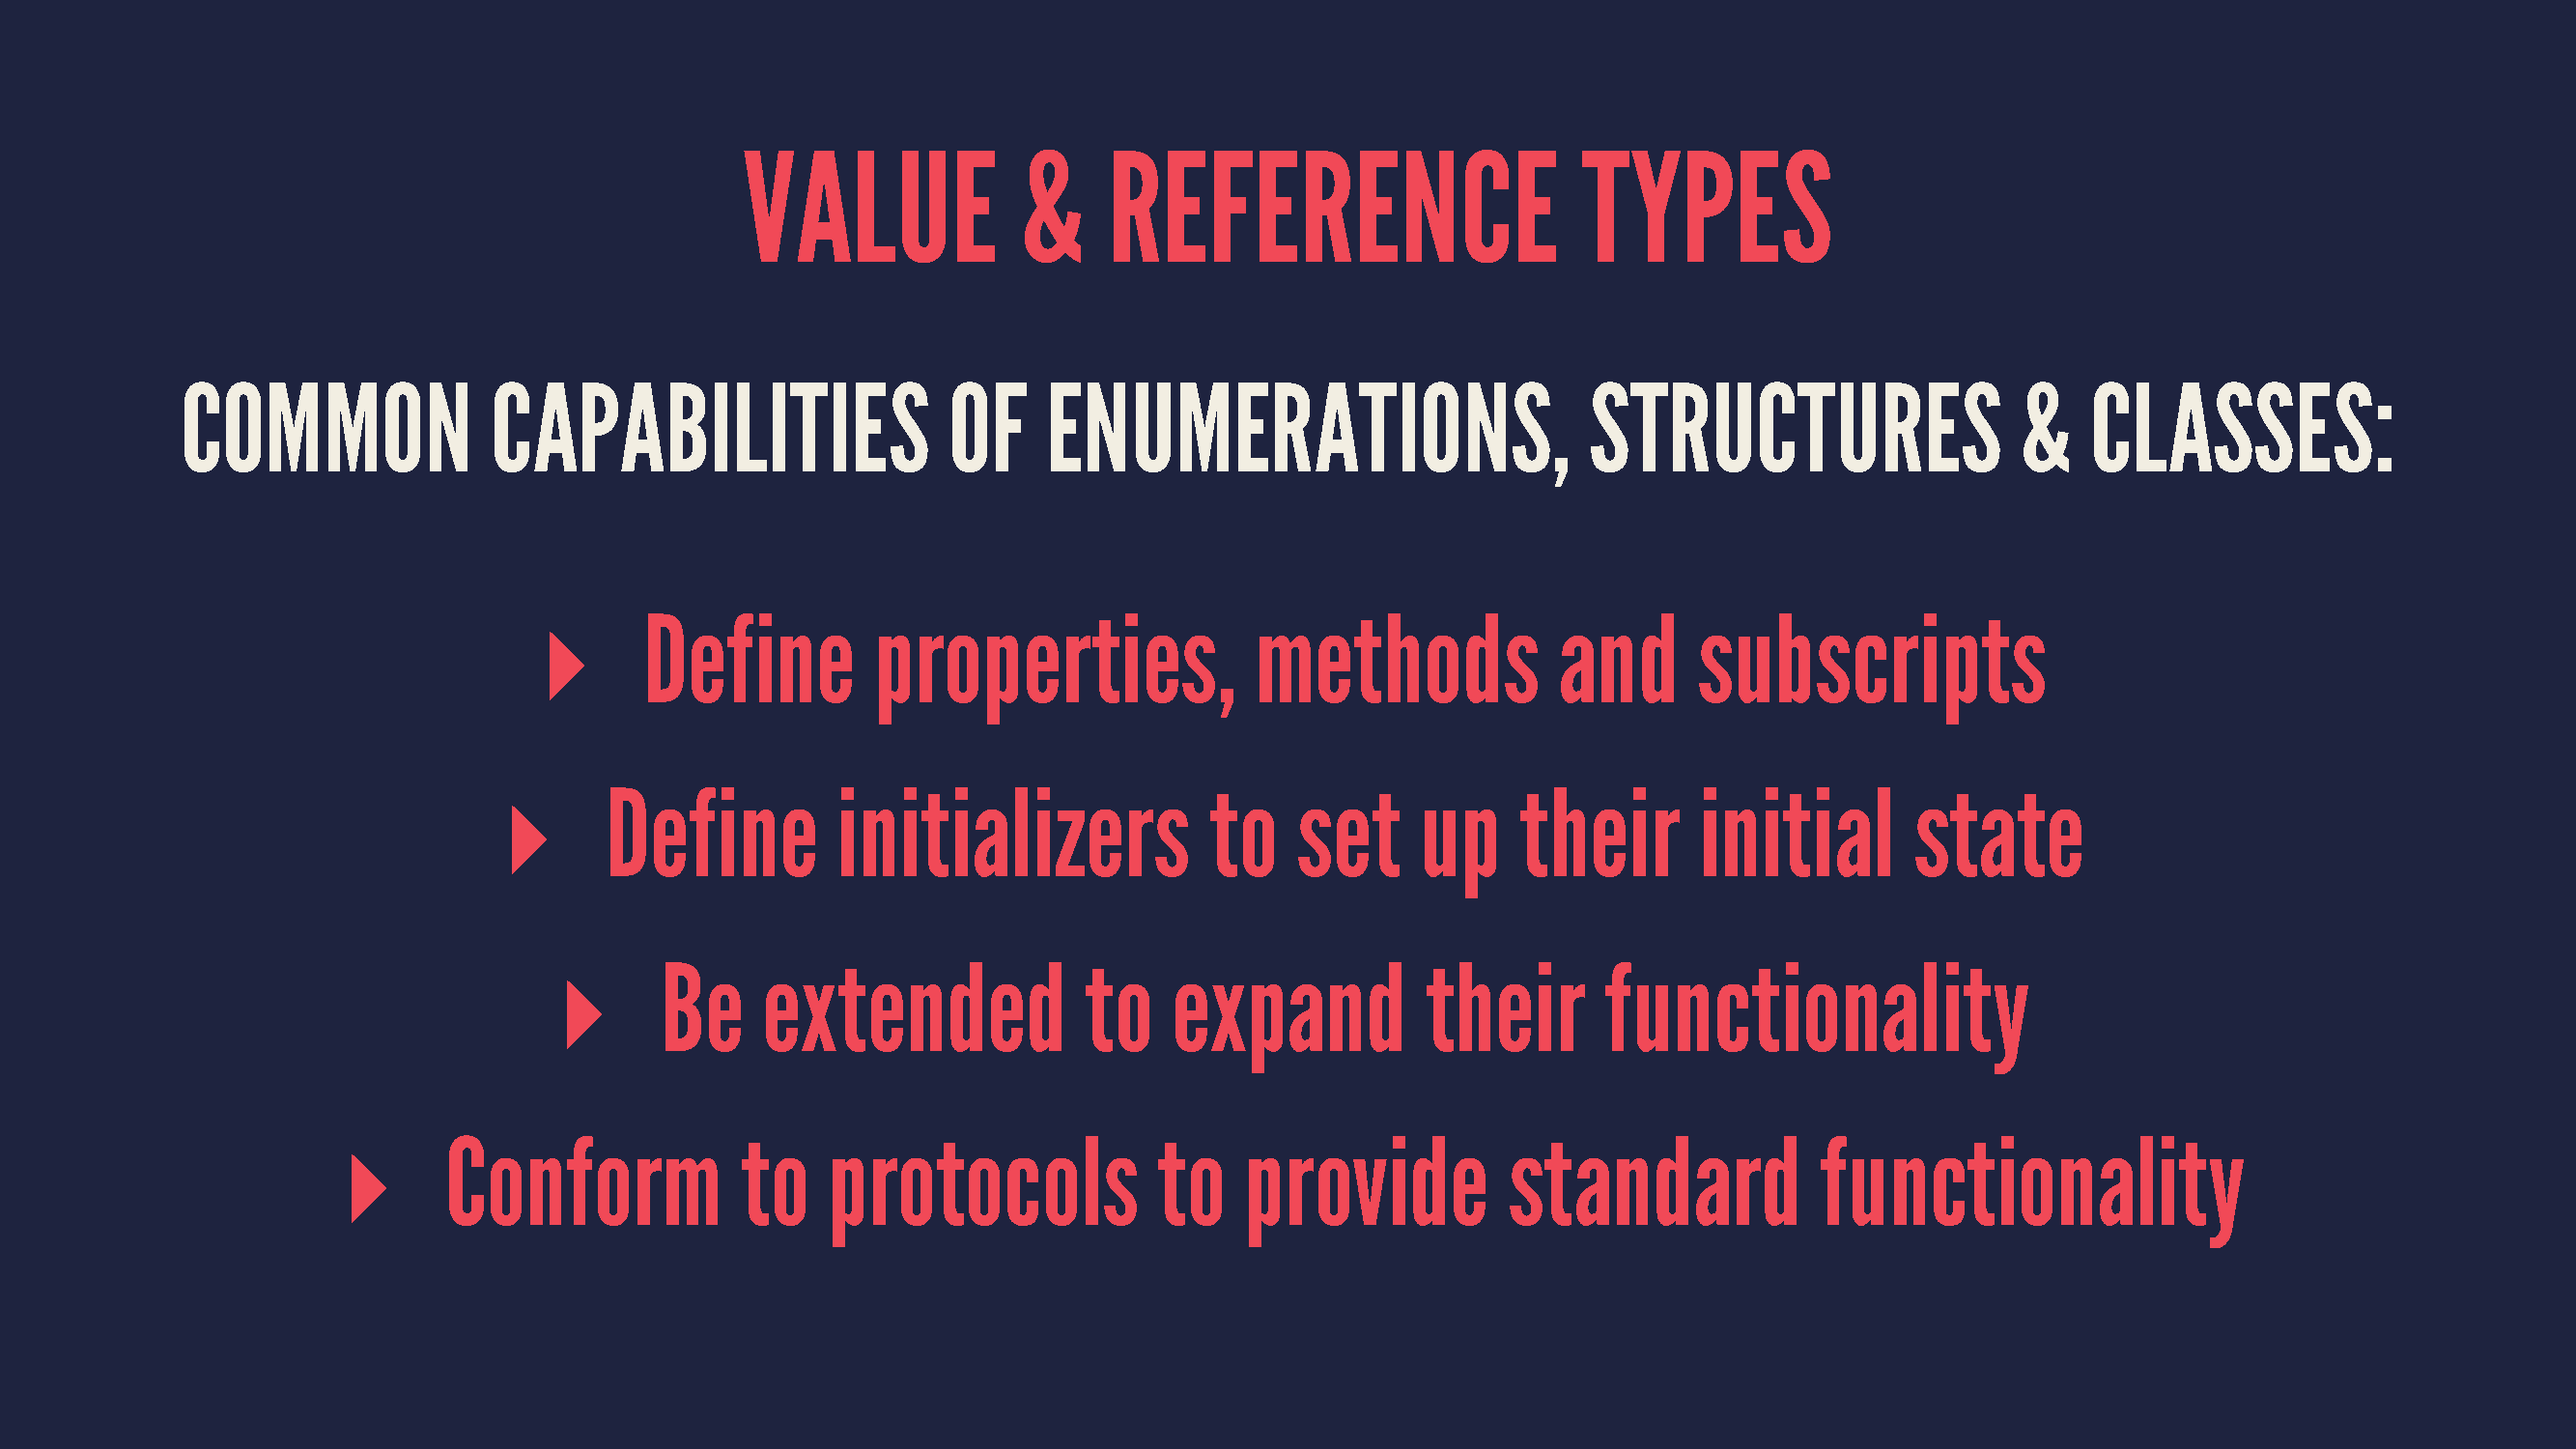 VALUE & REFERENCE TYPES
COMMON CAPABILITIES OF ENUMERATIONS, STRUCTURES & CLASSES:
▸ Define properties, methods and subscripts
▸ Define initializers to set up their initial state
▸ Be extended to expand their functionality
▸ Conform to protocols to provide standard functionality